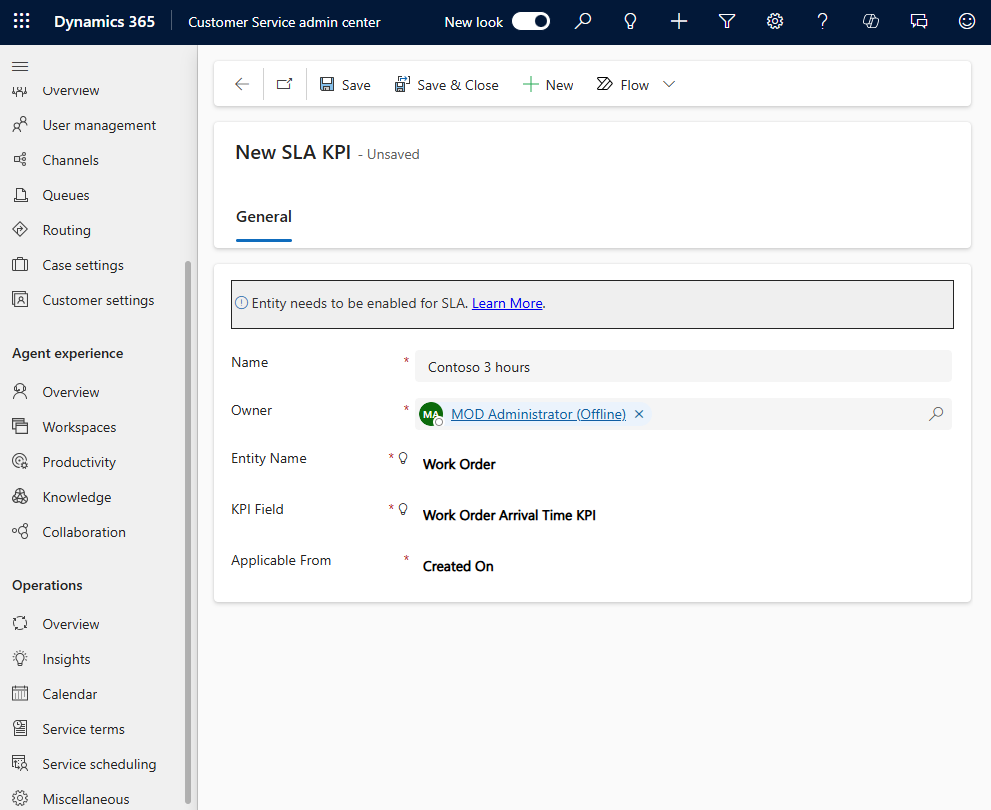 Dynamics 365 Customer Service admin center New look
Save Save & Close New Flow
New SLA KPI - Unsaved
General
Entity needs to be enabled for SLA. Learn More.
Name * Contoso 3 hours
Owner * MA MOD Administrator (Offline)
Entity Name * Work Order
KPI Field * Work Order Arrival Time KPI
Applicable From * Created On
Overview
User management
Channels
Queues
Routing
Case settings
Customer settings
Agent experience
Overview
Workspaces
Productivity
Knowledge
Collaboration
Operations
Overview
Insights
Calendar
Service terms
Service scheduling
Miscellaneous